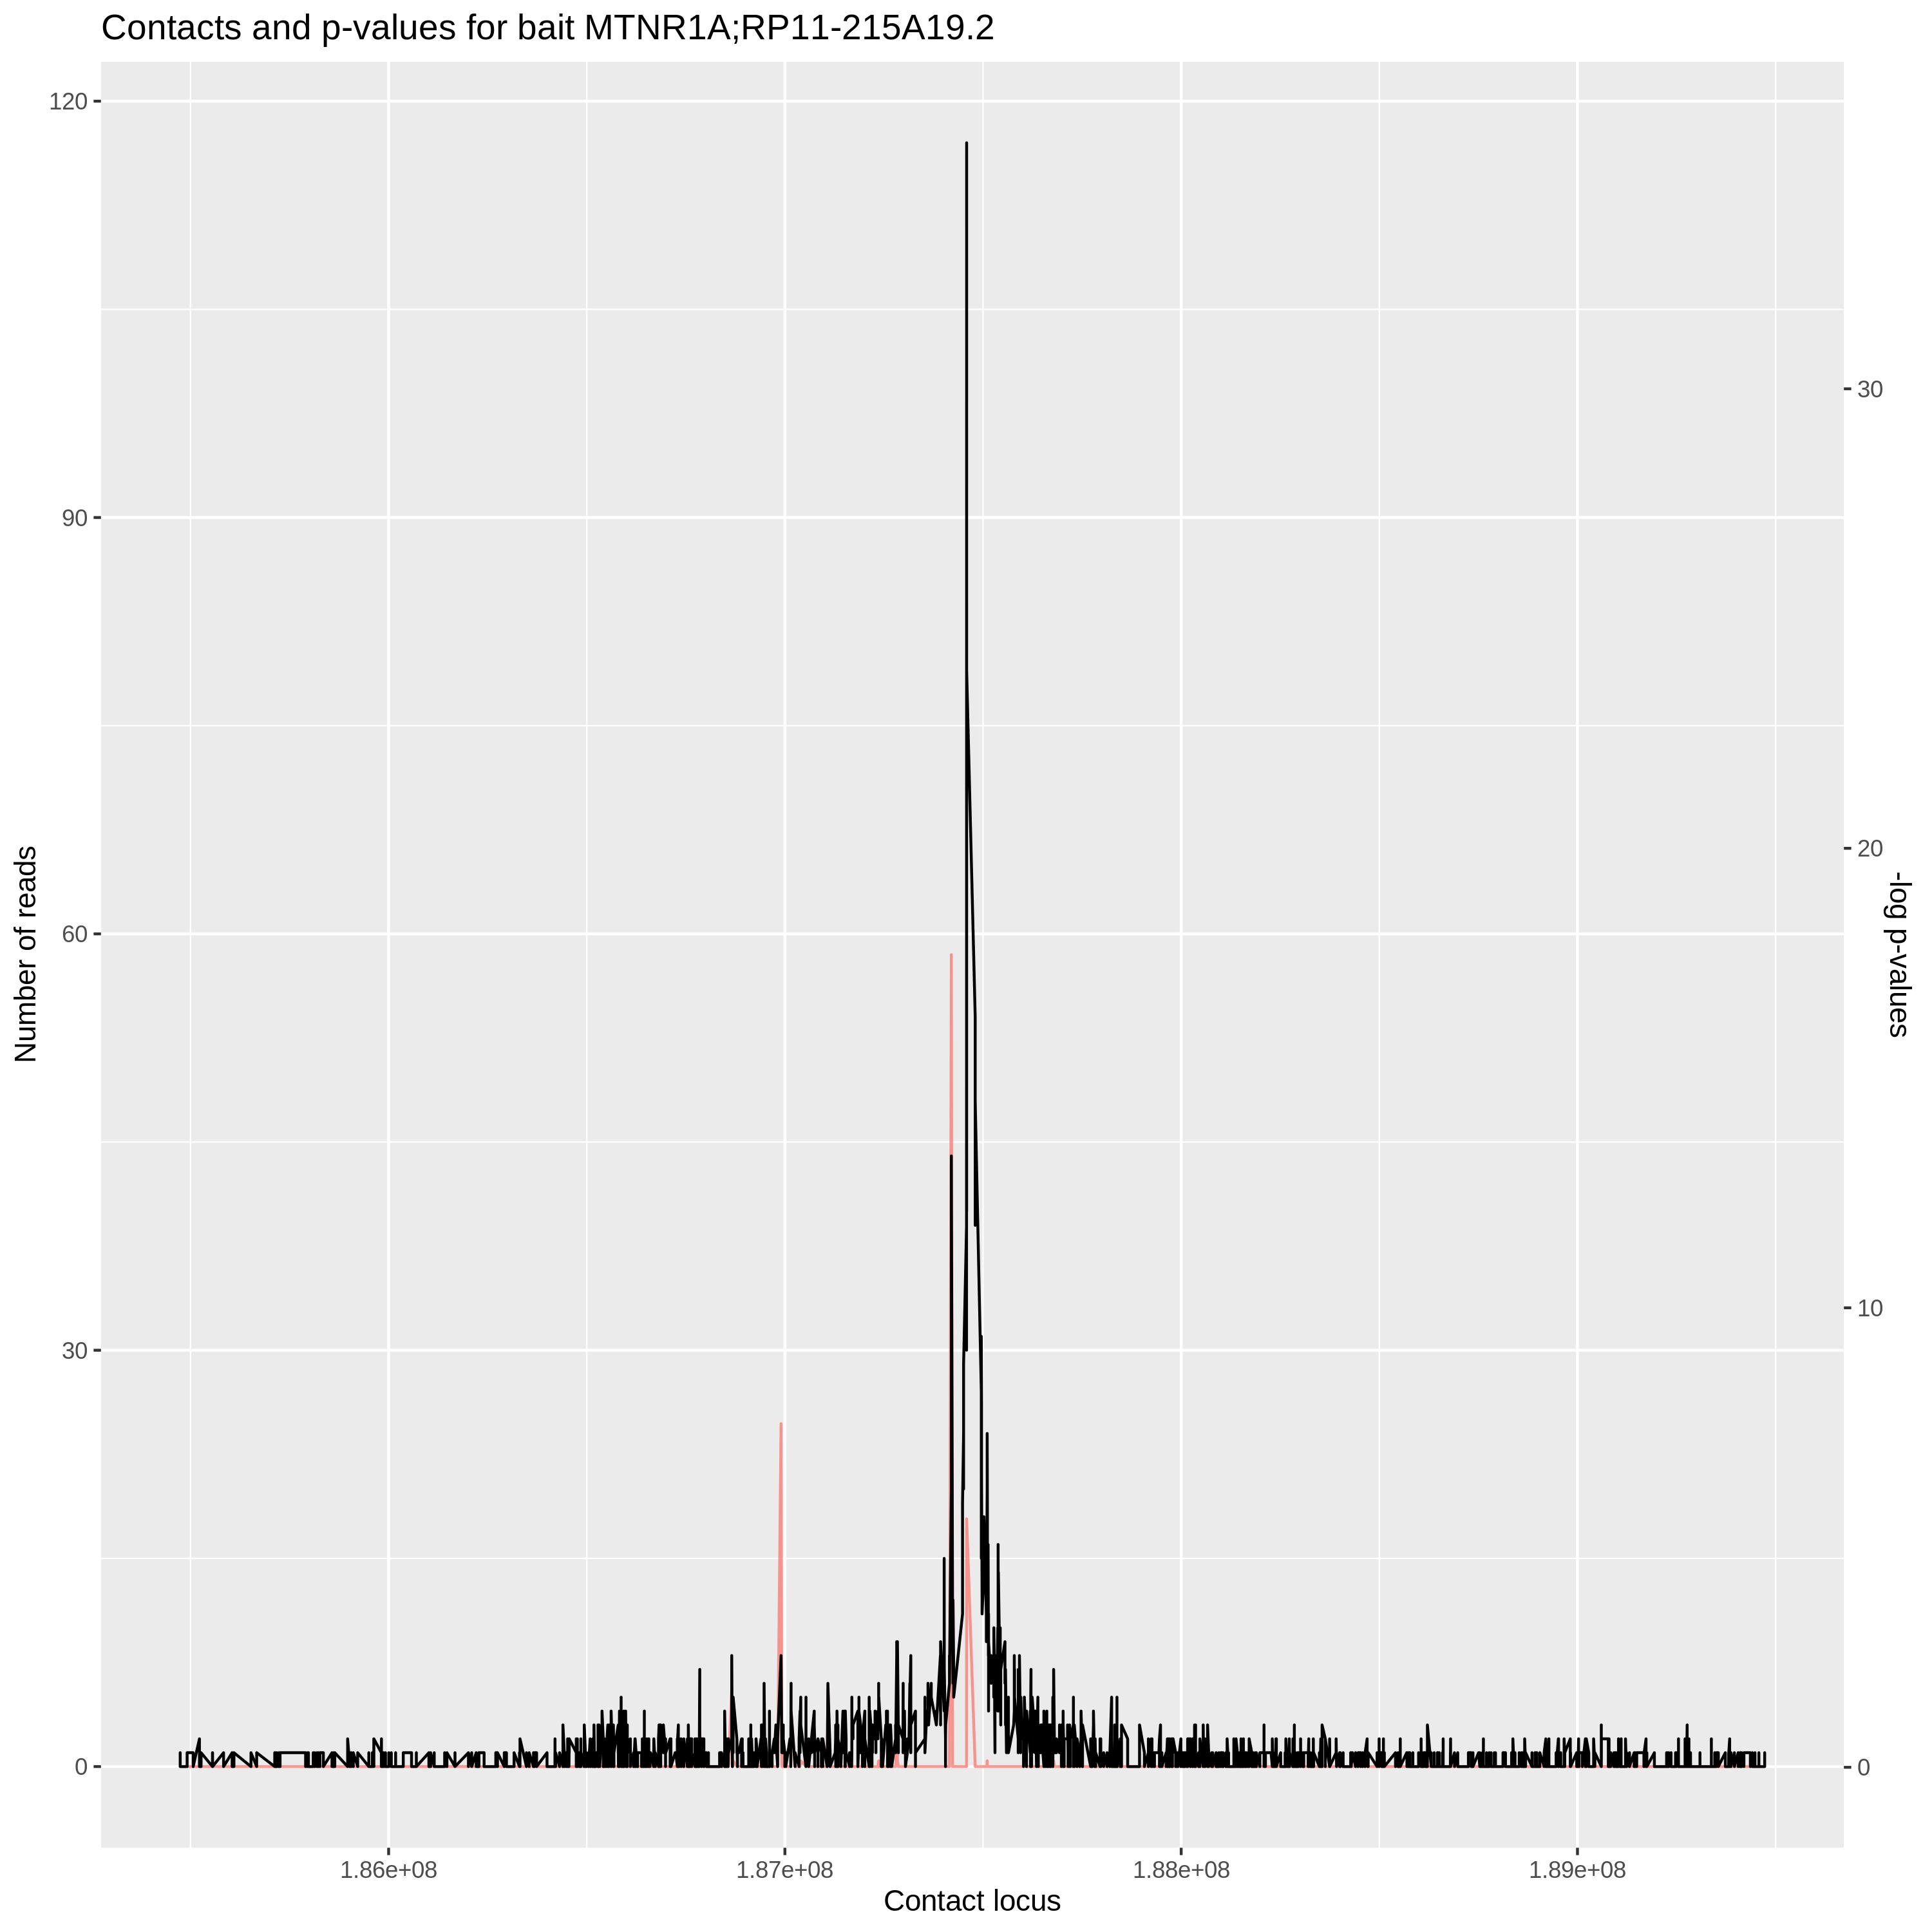 Contacts and p-values for bait MTNR1A;RP11-215A19.2
120
90
60
30
0
Number of reads
30
20
10
0
-log p-values
1.86e+08
1.87e+08
1.88e+08
1.89e+08
Contact locus